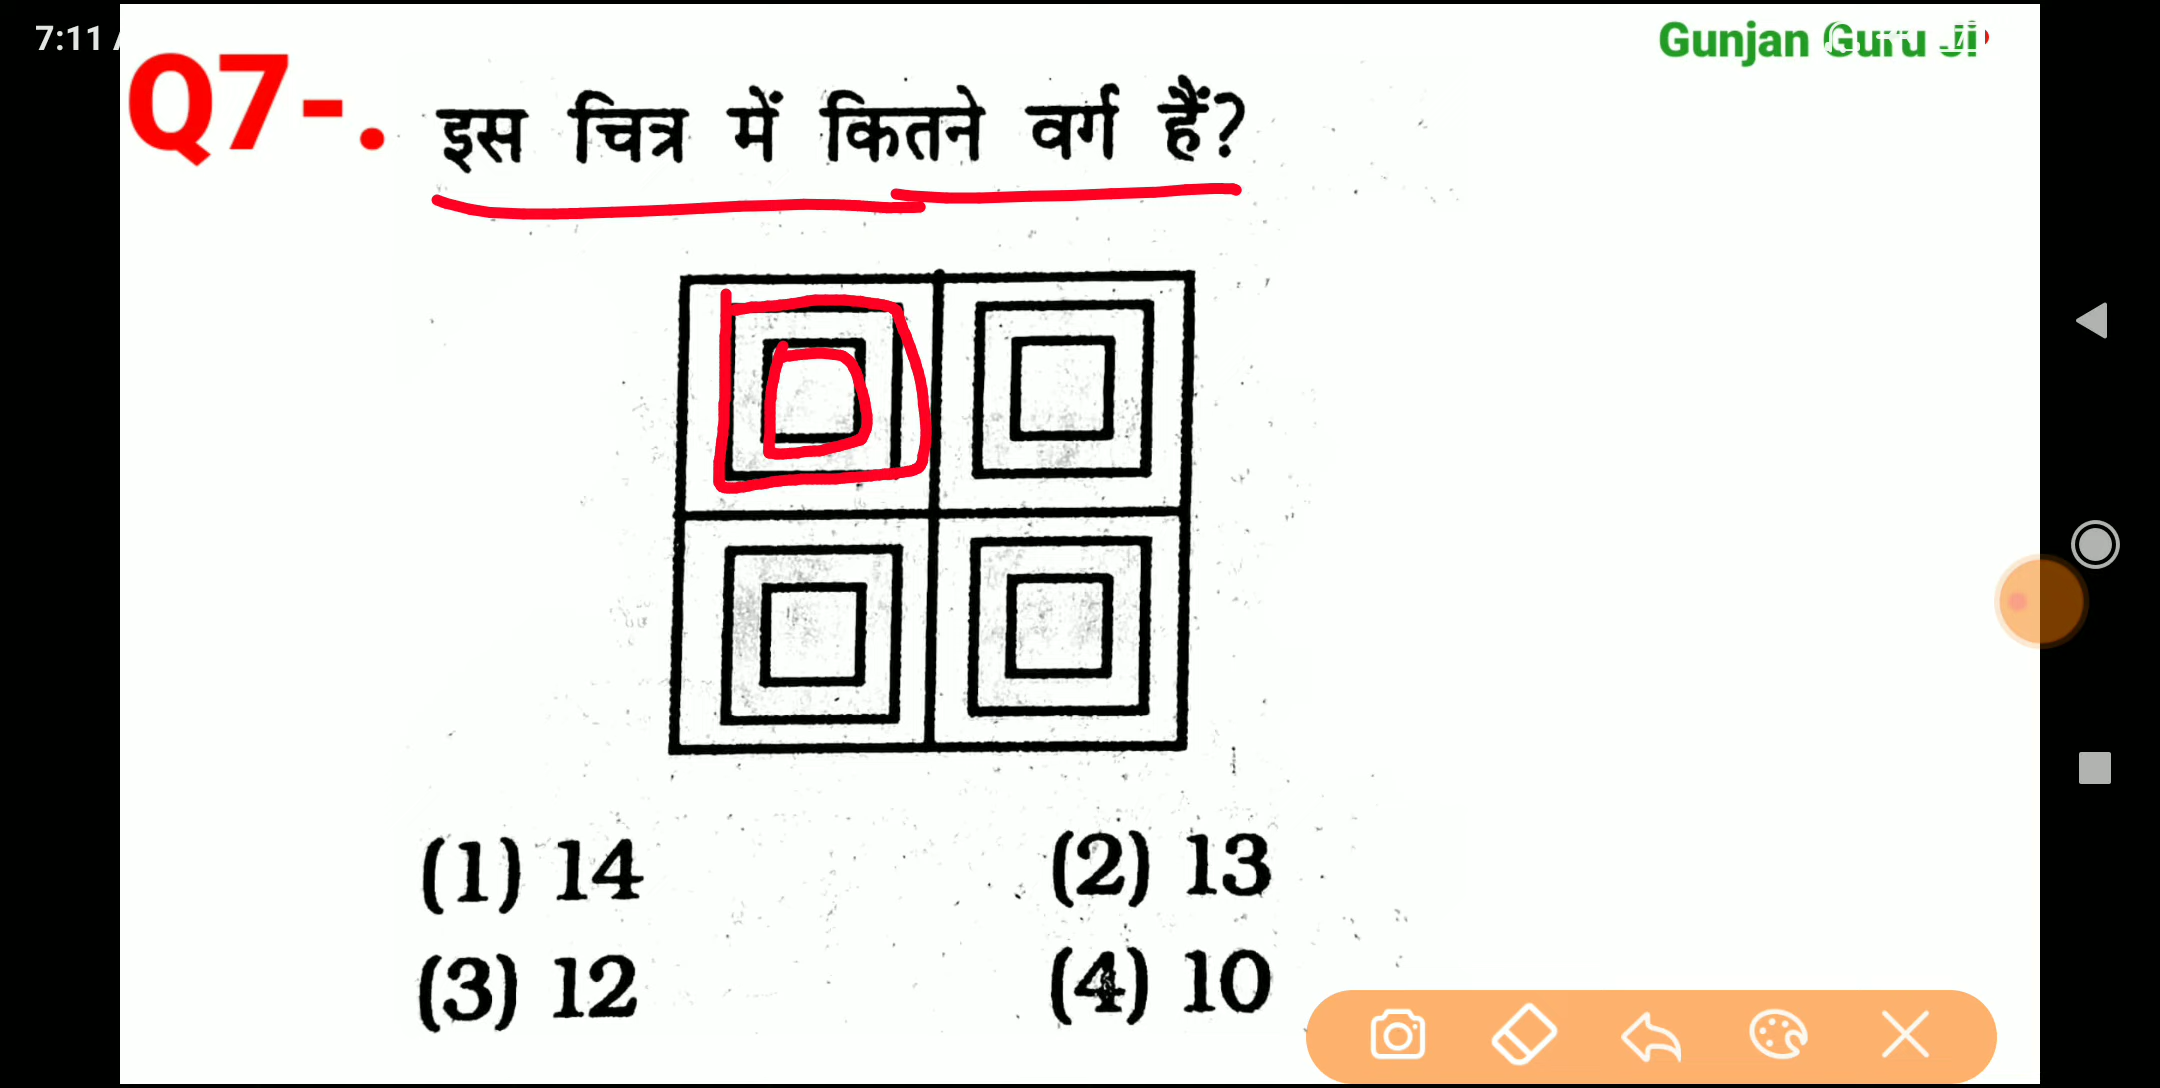 7:11
Gunjan Guru Ji
Q7-. इस चित्र में कितने वर्ग हैं?
(1) 14 (2) 13
(3) 12 (4) 10